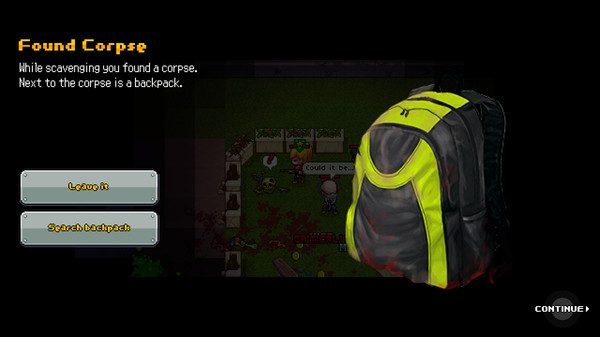 Found Corpse
While scavenging you found a corpse.
Next to the corpse is a backpack.
Could it be...
Leave it
Search backpack
CONTINUE